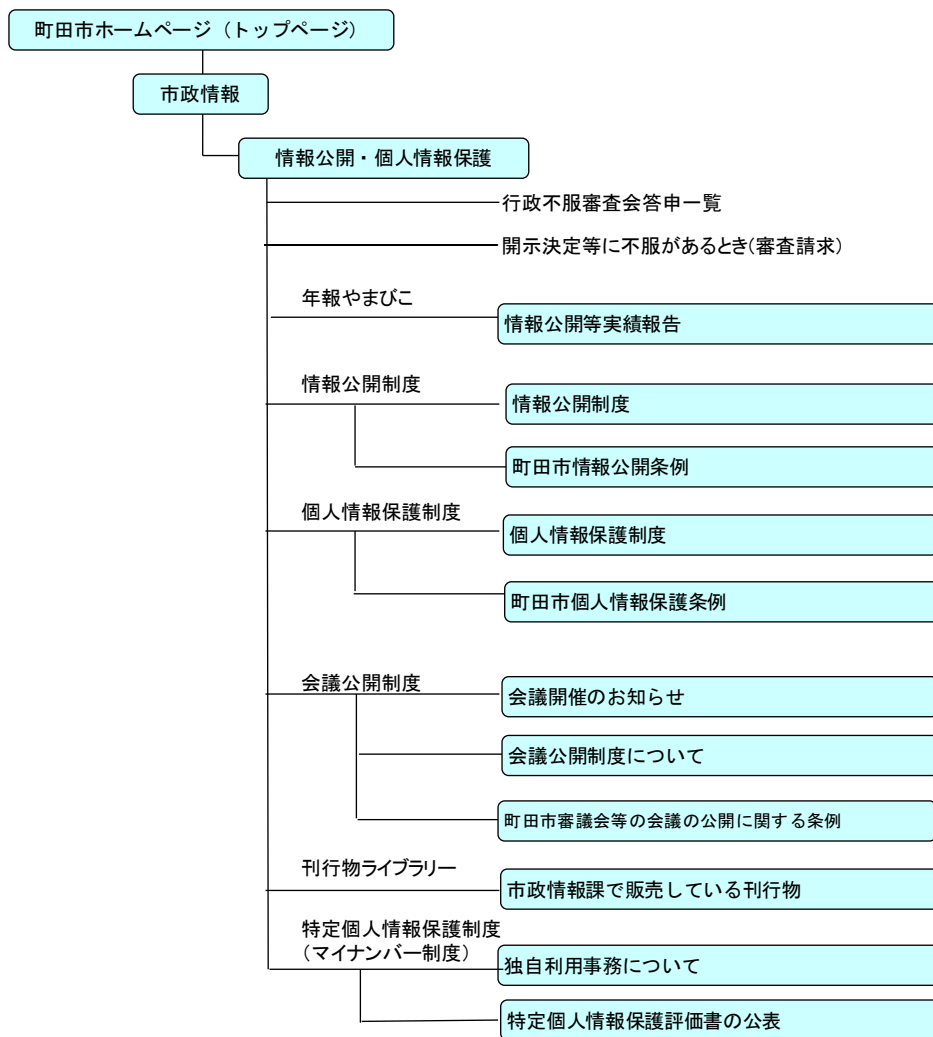 町田市ホームページ（トップページ）
市政情報
情報公開・個人情報保護
行政不服審査会答申一覧
開示決定等に不服があるとき(審査請求)
年報やまびこ
情報公開等実績報告
情報公開制度
情報公開制度
町田市情報公開条例
個人情報保護制度
個人情報保護制度
町田市個人情報保護条例
会議公開制度
会議開催のお知らせ
会議公開制度について
町田市審議会等の会議の公開に関する条例
刊行物ライブラリー
市政情報課で販売している刊行物
特定個人情報保護制度
（マイナンバー制度）
独自利用事務について
特定個人情報保護評価書の公表